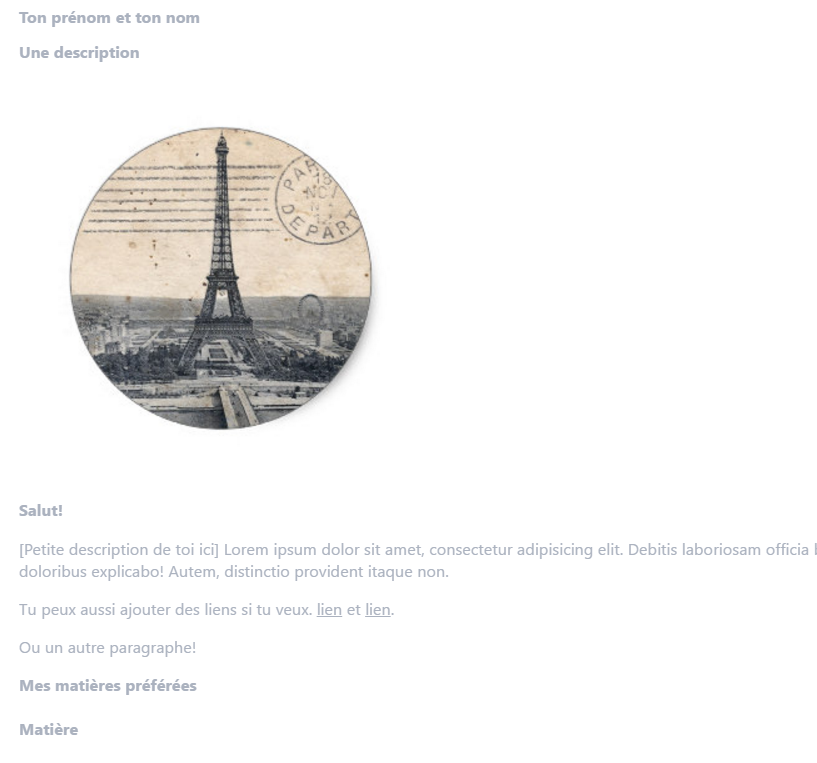 Ton prénom et ton nom
Une description
PARIS
DEPART
Salut!
[Petite description de toi ici] Lorem ipsum dolor sit amet, consectetur adipisicing elit. Debitis laboriosam officia
doloribus explicabo! Autem, distinctio provident itaque non.
Tu peux aussi ajouter des liens si tu veux. lien et lien.
Ou un autre paragraphe!
Mes matières préférées
Matière